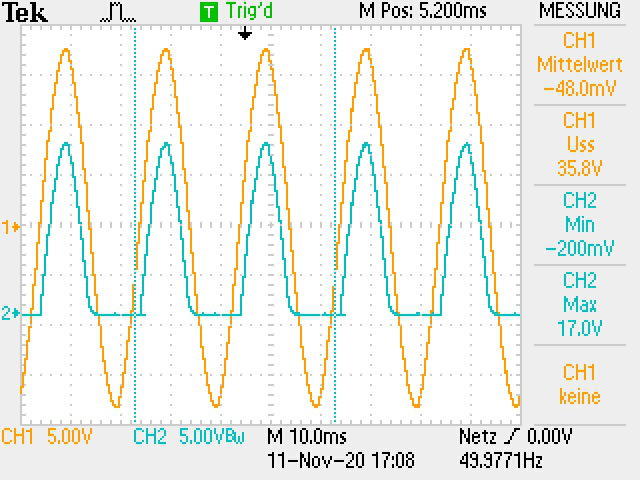 Tek T Trig'd M Pos: 5.200ms MESSUNG
CH1
Mittelwert
-48.0mV
CH1
Uss
35.8V
1
CH2
Min
-200mV
CH2
Max
17.0V
2
CH1
keine
CH1 5.00V CH2 5.00VBw M 10.0ms Netz 0.00V
11-Nov-20 17:08 49.9771Hz